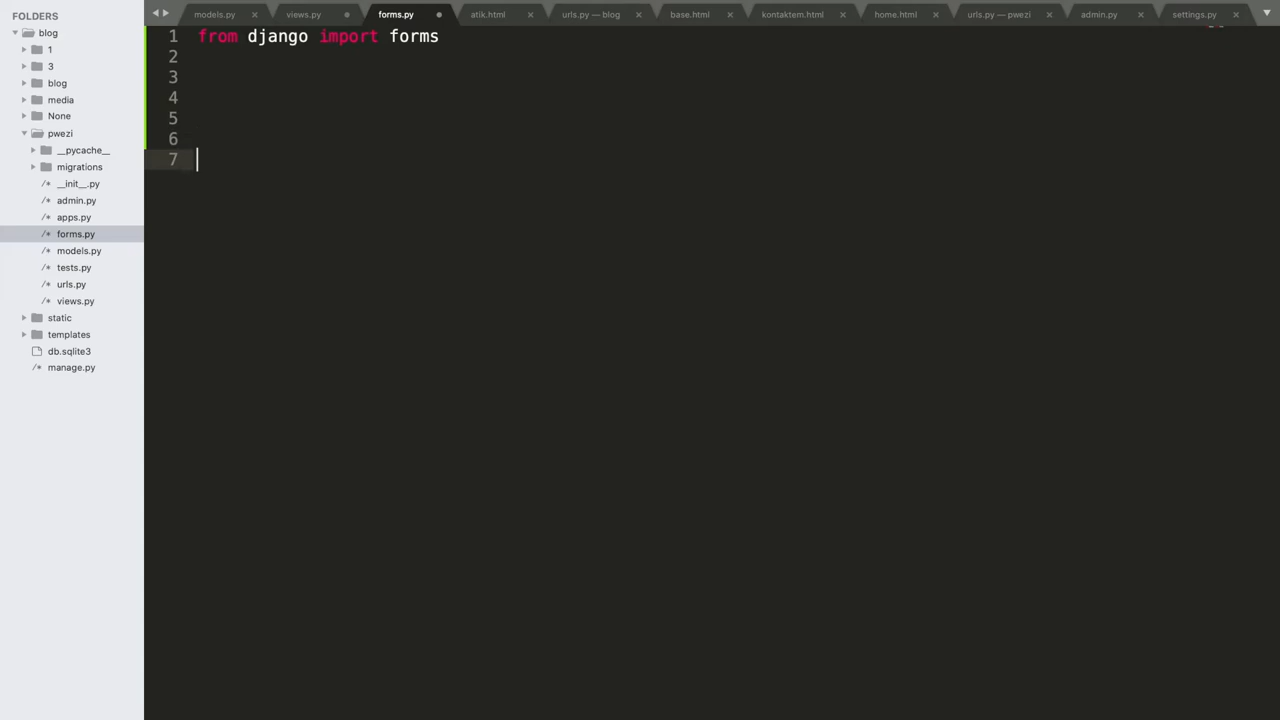 FOLDERS
blog
1
3
blog
media
None
pwezi
__pycache__
migrations
/* __init__.py
/* admin.py
/* apps.py
/* forms.py
/* models.py
/* tests.py
/* urls.py
/* views.py
static
templates
db.sqlite3
/* manage.py
models.py × views.py forms.py atik.html × urls.py — blog × base.html × kontaktem.html × home.html × urls.py — pwezi × admin.py × settings.py ×
1 from django import forms
2
3
4
5
6
7